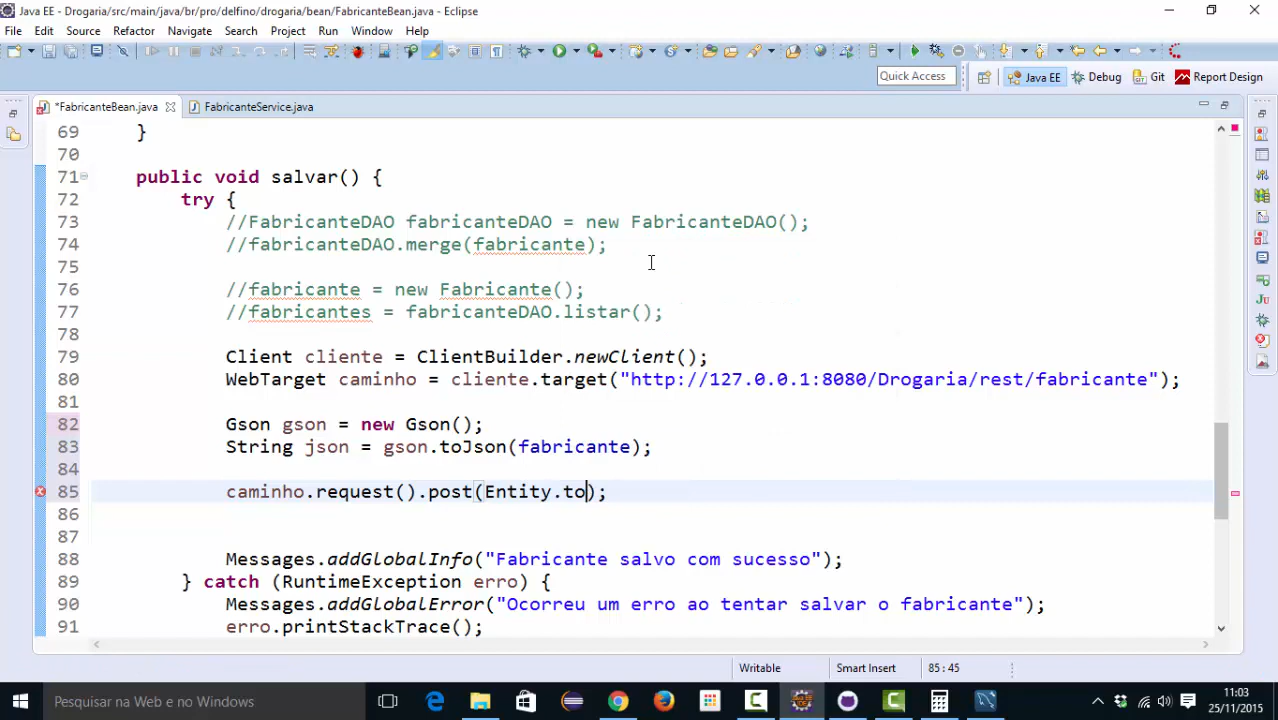 Java EE - Drogaria/src/main/java/br/pro/delfino/drogaria/bean/FabricanteBean.java - Eclipse
File Edit Source Refactor Navigate Search Project Run Window Help
Quick Access Java EE Debug Git Report Design
*FabricanteBean.java FabricanteService.java
69 }
70
71 public void salvar() {
72 try {
73 //FabricanteDAO fabricanteDAO = new FabricanteDAO();
74 //fabricanteDAO.merge(fabricante);
75
76 //fabricante = new Fabricante();
77 //fabricantes = fabricanteDAO.listar();
78
79 Client cliente = ClientBuilder.newClient();
80 WebTarget caminho = cliente.target("http://127.0.0.1:8080/Drogaria/rest/fabricante");
81
82 Gson gson = new Gson();
83 String json = gson.toJson(fabricante);
84
85 caminho.request().post(Entity.to);
86
87
88 Messages.addGlobalInfo("Fabricante salvo com sucesso");
89 } catch (RuntimeException erro) {
90 Messages.addGlobalError("Ocorreu um erro ao tentar salvar o fabricante");
91 erro.printStackTrace();
Writable Smart Insert 85 : 45
Pesquisar na Web e no Windows
11:03
25/11/2015